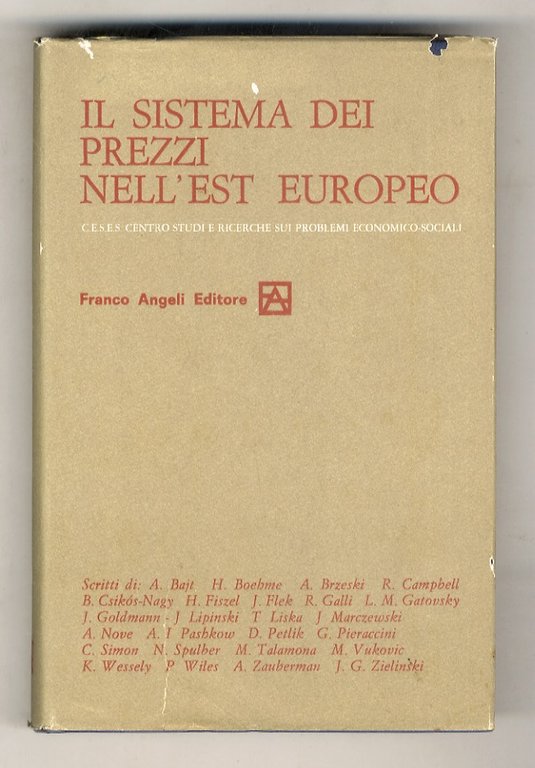 IL SISTEMA DEI
PREZZI
NELL'EST EUROPEO
C.E.S.E.S. CENTRO STUDI E RICERCHE SUI PROBLEMI ECONOMICO-SOCIALI
Franco Angeli Editore FA
Scritti di: A. Bajt H. Boehme A. Brzeski R. Campbell
B. Csikós-Nagy H. Fiszel J. Flek R. Galli L. M. Gatovsky
J. Goldmann - J Lipinski T Liska J Marczewski
A. Nove A. I Pashkow D. Petlik G. Pieraccini
C. Simon N. Spulber M. Talamona M. Vukovic
K. Wessely P. Wiles A. Zauberman J. G. Zielinski